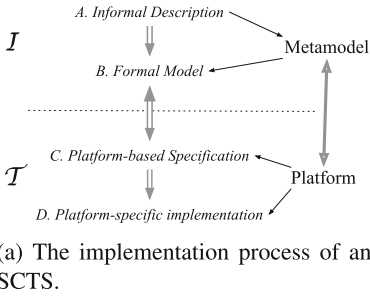 A. Informal Description
I
Metamodel
B. Formal Model
C. Platform-based Specification
T
Platform
D. Platform-specific implementation
(a) The implementation process of an
SCTS.